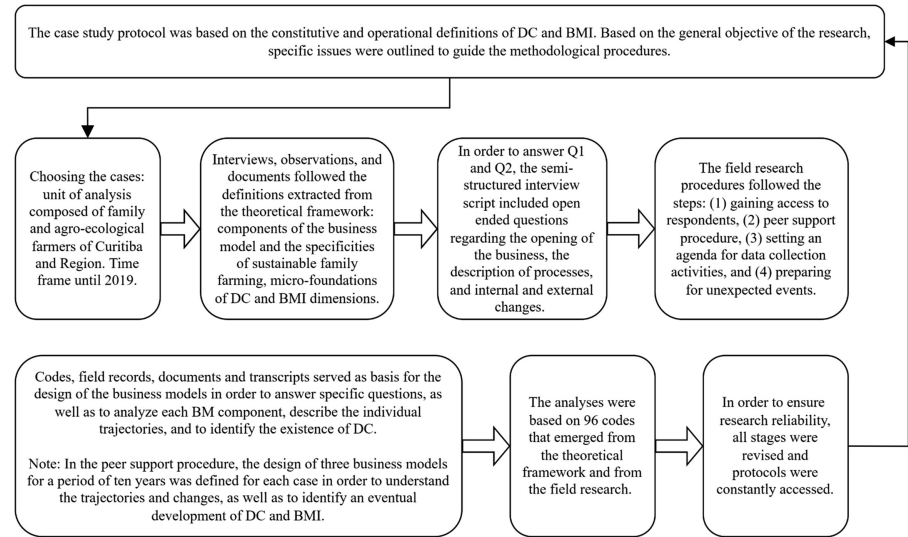 The case study protocol was based on the constitutive and operational definitions of DC and BMI. Based on the general objective of the research,
specific issues were outlined to guide the methodological procedures.
Choosing the cases:
unit of analysis
composed of family
and agro-ecological
farmers of Curitiba
and Region. Time
frame until 2019.
Interviews, observations, and
documents followed the
definitions extracted from
the theoretical framework:
components of the business
model and the specificities
of sustainable family
farming, micro-foundations
of DC and BMI dimensions.
In order to answer Q1
and Q2, the semi-
structured interview
script included open
ended questions
regarding the opening of
the business, the
description of processes,
and internal and external
changes.
The field research
procedures followed the
steps: (1) gaining access to
respondents, (2) peer support
procedure, (3) setting an
agenda for data collection
activities, and (4) preparing
for unexpected events.
Codes, field records, documents and transcripts served as basis for the
design of the business models in order to answer specific questions, as
well as to analyze each BM component, describe the individual
trajectories, and to identify the existence of DC.
Note: In the peer support procedure, the design of three business models
for a period of ten years was defined for each case in order to understand
the trajectories and changes, as well as to identify an eventual
development of DC and BMI.
The analyses were
based on 96 codes
that emerged from
the theoretical
framework and from
the field research.
In order to ensure
research reliability,
all stages were
revised and
protocols were
constantly accessed.